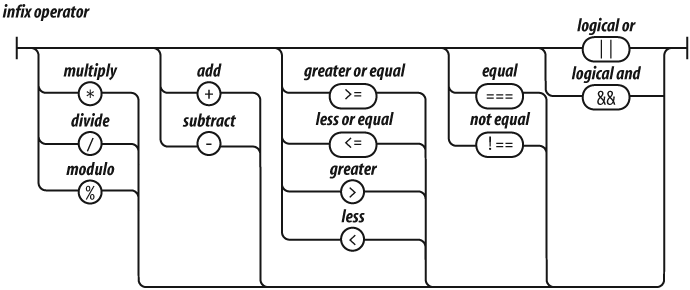 infix operator
logical or
||
multiply
add
greater or equal
equal
logical and
*
+
>=
===
&&
divide
subtract
less or equal
not equal
/
-
<=
!==
modulo
greater
%
>
less
<